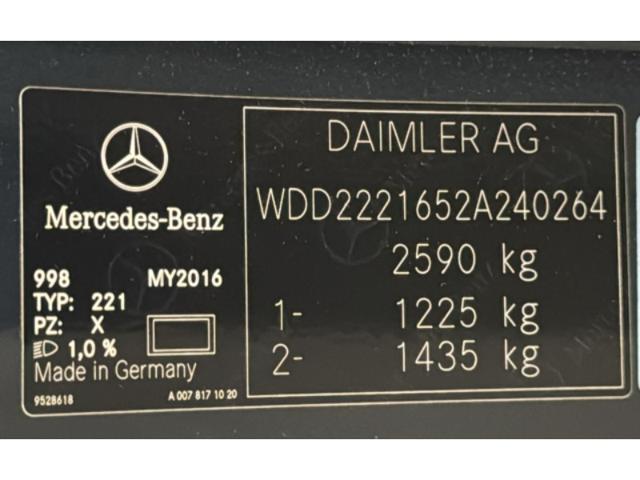 Mercedes-Benz
998 MY2016
TYP: 221
PZ: X
1,0 %
Made in Germany
9528618 A 007 817 10 20
DAIMLER AG
WDD2221652A240264
2590 kg
1- 1225 kg
2- 1435 kg